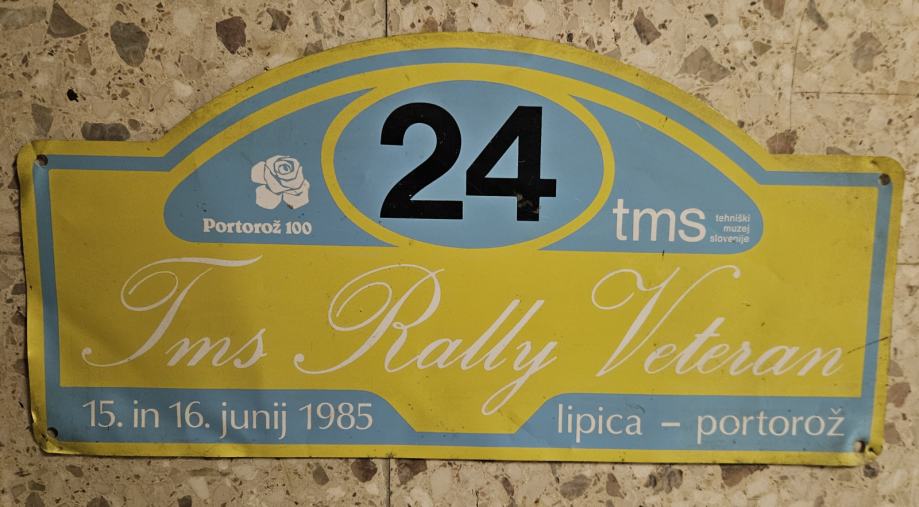 24
Portorož 100
tms
tehniški
muzej
slovenije
Tms Rally Veteran
15. in 16. junij 1985
lipica – portorož